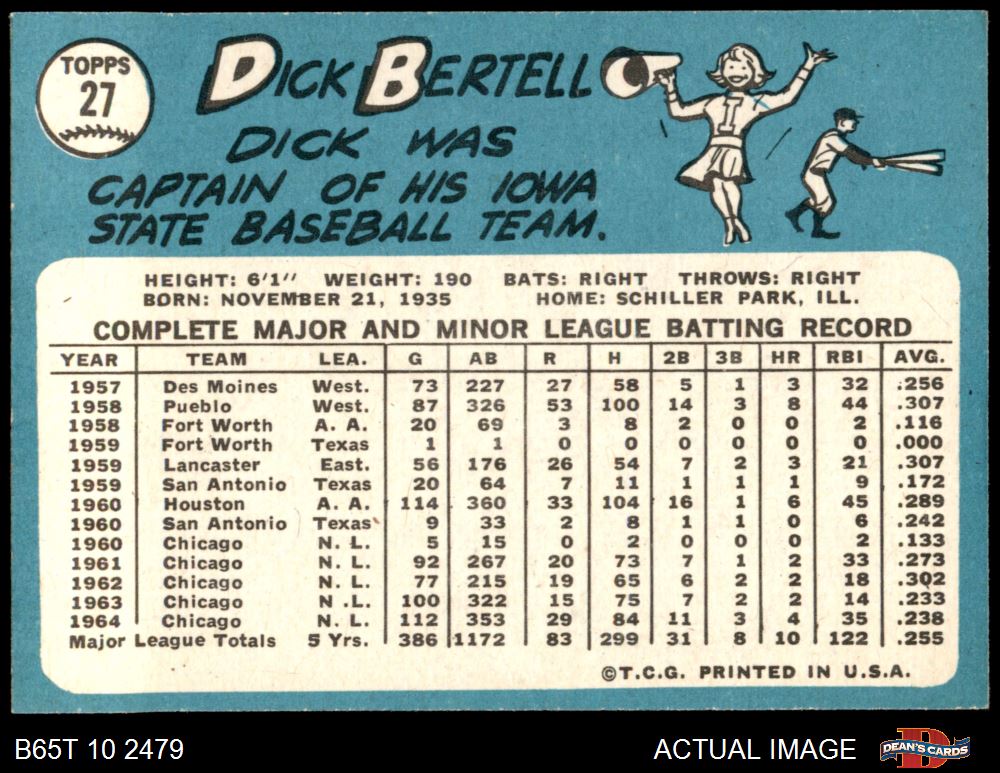 TOPPS
27
DICK BERTELL
DICK WAS
CAPTAIN OF HIS IOWA
STATE BASEBALL TEAM.
I
HEIGHT: 6'1" WEIGHT: 190 BATS: RIGHT THROWS: RIGHT
BORN: NOVEMBER 21, 1935 HOME: SCHILLER PARK, ILL.
COMPLETE MAJOR AND MINOR LEAGUE BATTING RECORD
YEAR TEAM LEA. G AB R H 2B 3B HR RBI AVG.
1957 Des Moines West. 73 227 27 58 5 1 3 32 .256
1958 Pueblo West. 87 326 53 100 14 3 8 44 .307
1958 Fort Worth A. A. 20 69 3 8 2 0 0 2 .116
1959 Fort Worth Texas 1 1 0 0 0 0 0 0 .000
1959 Lancaster East. 56 176 26 54 7 2 3 21 .307
1959 San Antonio Texas 20 64 7 11 1 1 1 9 .172
1960 Houston A. A. 114 360 33 104 16 1 6 45 .289
1960 San Antonio Texas 9 33 2 8 1 1 0 6 .242
1960 Chicago N. L. 5 15 0 2 0 0 0 2 .133
1961 Chicago N. L. 92 267 20 73 7 1 2 33 .273
1962 Chicago N. L. 77 215 19 65 6 2 2 18 .302
1963 Chicago N .L. 100 322 15 75 7 2 2 14 .233
1964 Chicago N. L. 112 353 29 84 11 3 4 35 .238
Major League Totals 5 Yrs. 386 1172 83 299 31 8 10 122 .255
©T.C.G. PRINTED IN U.S.A.
B65T 10 2479 ACTUAL IMAGE DEAN'S CARDS